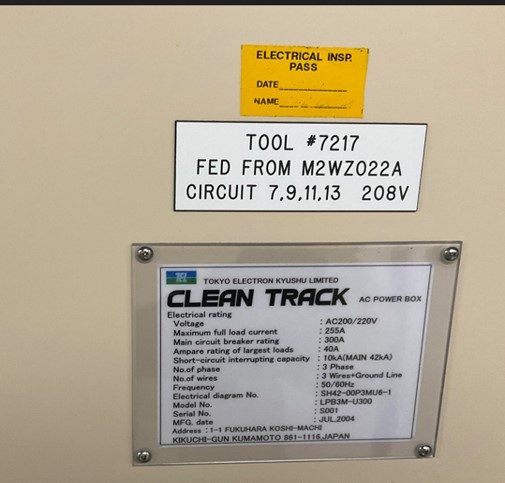 ELECTRICAL INSP.
PASS
DATE
NAME
TOOL #7217
FED FROM M2WZ022A
CIRCUIT 7,9,11,13 208V
TEL TOKYO ELECTRON KYUSHU LIMITED
CLEAN TRACK AC POWER BOX
Electrical rating
Voltage : AC200/220V
Maximum full load current : 255A
Main circuit breaker rating : 300A
Ampare rating of largest loads : 40A
Short-circuit interrupting capacity : 10kA(MAIN 42kA)
No.of phase : 3 Phase
No.of wires : 3 Wires+Ground Line
Frequency : 50/60Hz
Electrical diagram No. : SH42-00P3MU6-1
Model No. : LPB3M-U300
Serial No. : S001
MFG. date : JUL,2004
Address : 1-1 FUKUHARA KOSHI-MACHI
KIKUCHI-GUN KUMAMOTO 861-1116,JAPAN